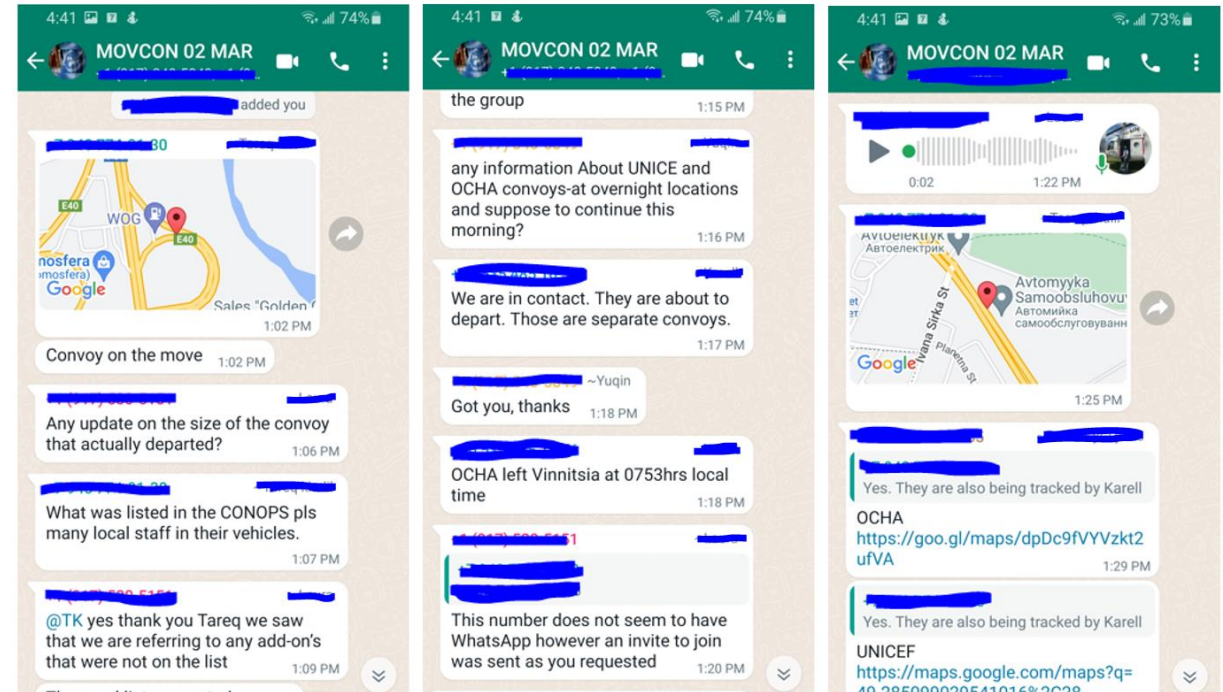 4:41 74%
MOVCON 02 MAR
added you
30
E40
WOG
E40
nosfera
mosfera)
Google
Sales "Golden
1:02 PM
Convoy on the move 1:02 PM
Any update on the size of the convoy
that actually departed?
1:06 PM
What was listed in the CONOPS pls
many local staff in their vehicles.
1:07 PM
@TK yes thank you Tareq we saw
that we are referring to any add-on's
that were not on the list
1:09 PM
4:41 74%
MOVCON 02 MAR
the group
1:15 PM
any information About UNICE and
OCHA convoys-at overnight locations
and suppose to continue this
morning?
1:16 PM
We are in contact. They are about to
depart. Those are separate convoys.
1:17 PM
~Yuqin
Got you, thanks 1:18 PM
OCHA left Vinnitsia at 0753hrs local
time
1:18 PM
151
This number does not seem to have
WhatsApp however an invite to join
was sent as you requested
1:20 PM
4:41 73%
MOVCON 02 MAR
0:02 1:22 PM
Avtoelektryk
Автоелектрик
Avtomyyka
Samoobsluhovu
Автомийка
самообслуговуванн
Ivana Sirka St
Planetna St
Google
1:25 PM
Yes. They are also being tracked by Karell
OCHA
https://goo.gl/maps/dpDc9fVYVzkt2
ufVA
1:29 PM
Yes. They are also being tracked by Karell
UNICEF
https://maps.google.com/maps?q=